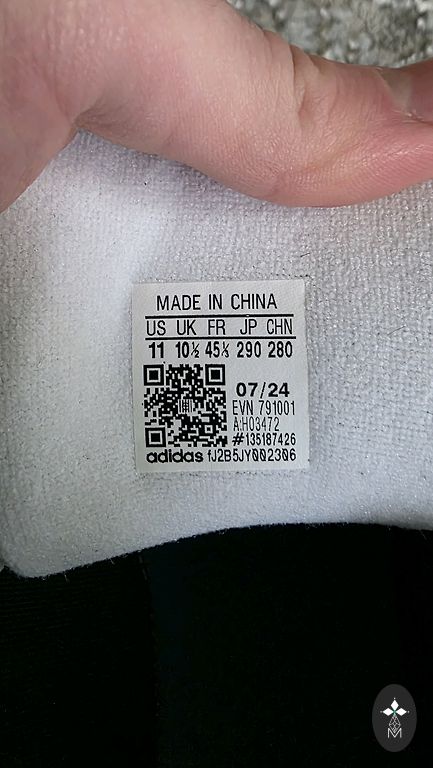 MADE IN CHINA
US UK FR JP CHN
11 10½ 45⅓ 290 280
07/24
EVN 791001
A:H03472
#135187426
adidas fJ2B5JY002306
M